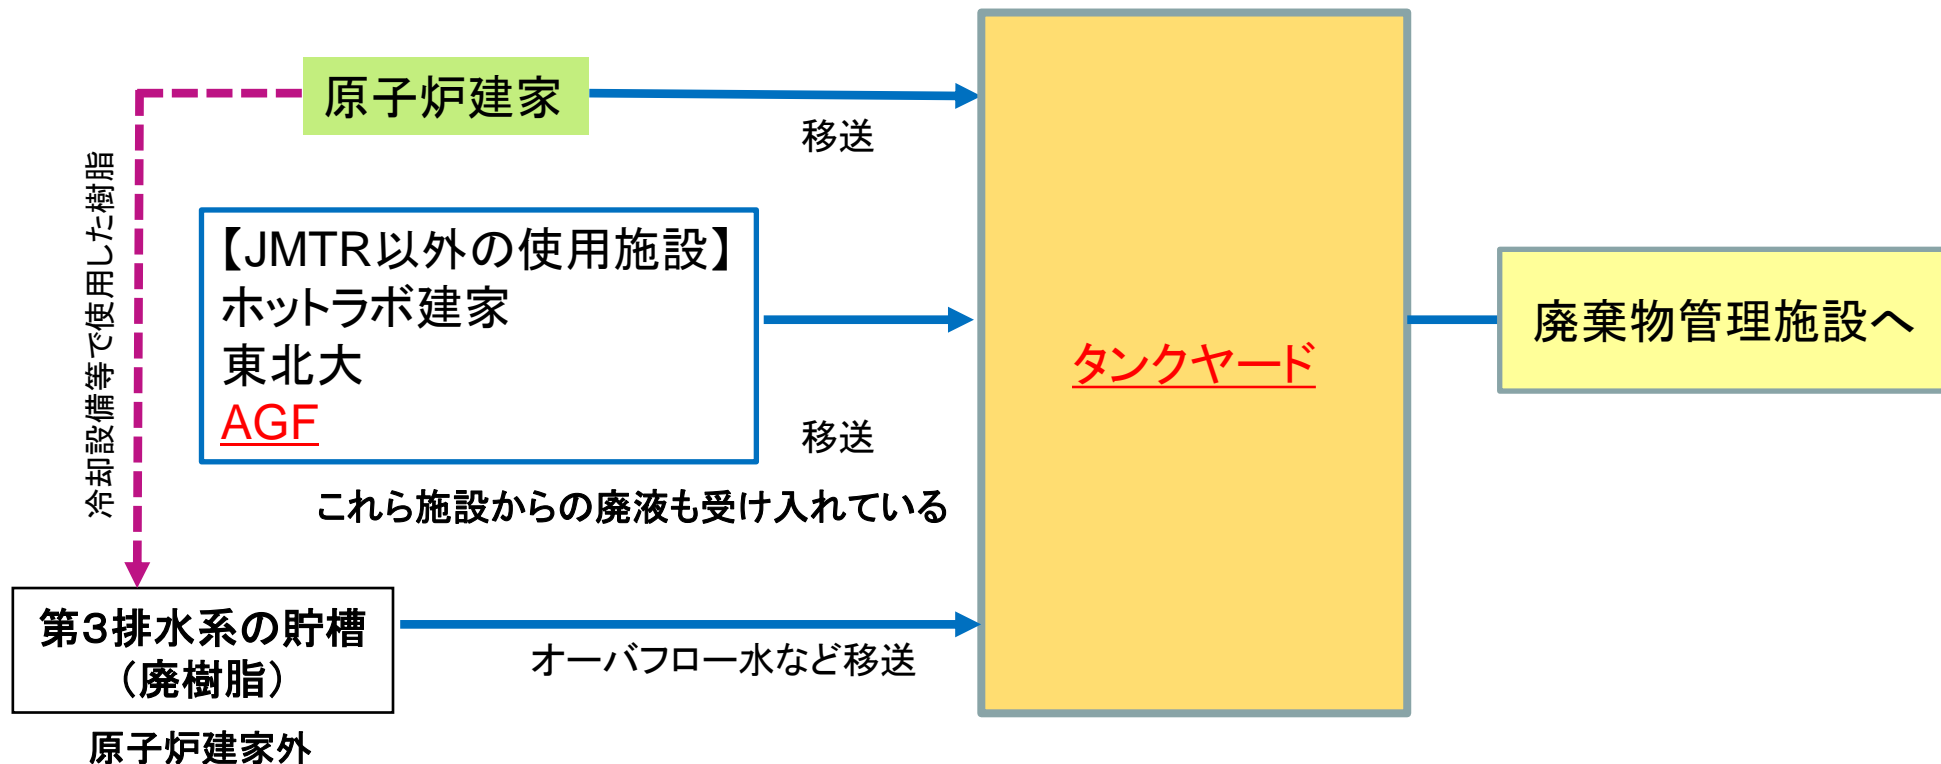 原子炉建家
移送
冷却設備等で使用した樹脂
【JMTR以外の使用施設】
ホットラボ建家
東北大
AGF
移送
これら施設からの廃液も受け入れている
タンクヤード
廃棄物管理施設へ
第3排水系の貯槽
(廃樹脂)
オーバフロー水など移送
原子炉建家外